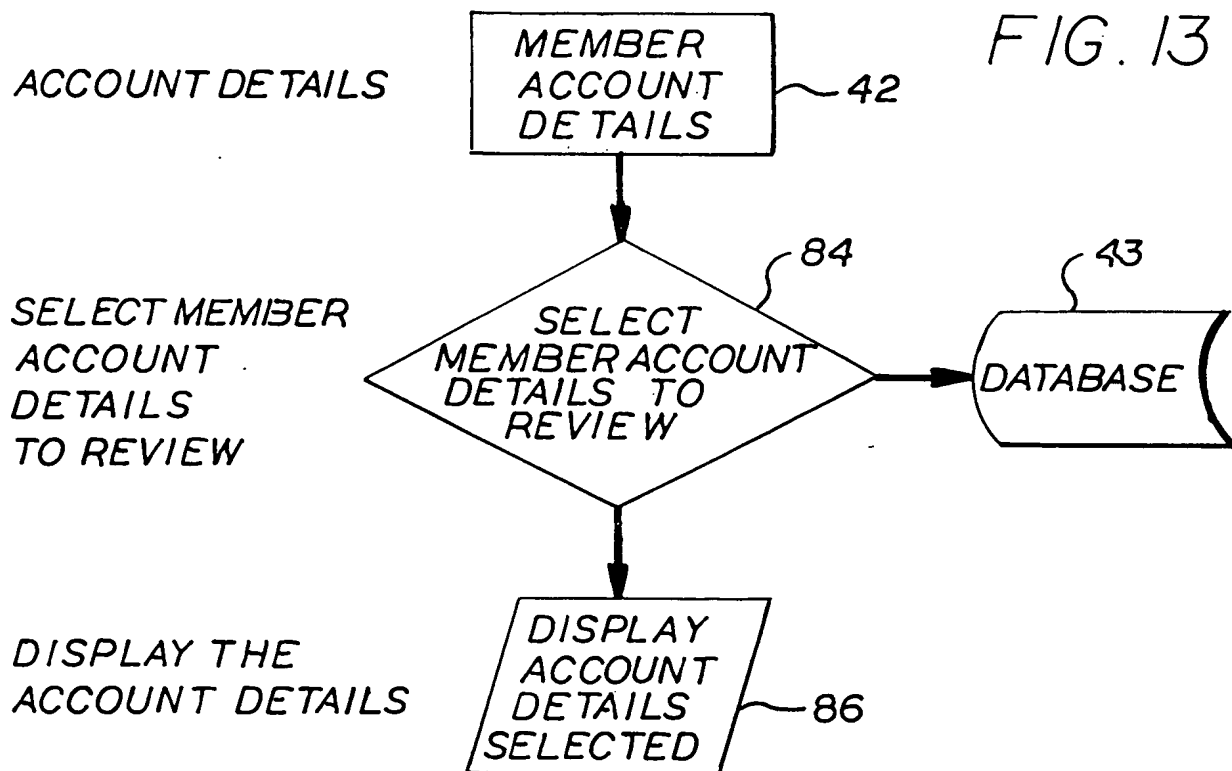 FIG. 13
ACCOUNT DETAILS
MEMBER
ACCOUNT
DETAILS
42
SELECT MEMBER
ACCOUNT
DETAILS
TO REVIEW
SELECT
MEMBER ACCOUNT
DETAILS TO
REVIEW
84
43
DATABASE
DISPLAY THE
ACCOUNT DETAILS
DISPLAY
ACCOUNT
DETAILS
SELECTED
86